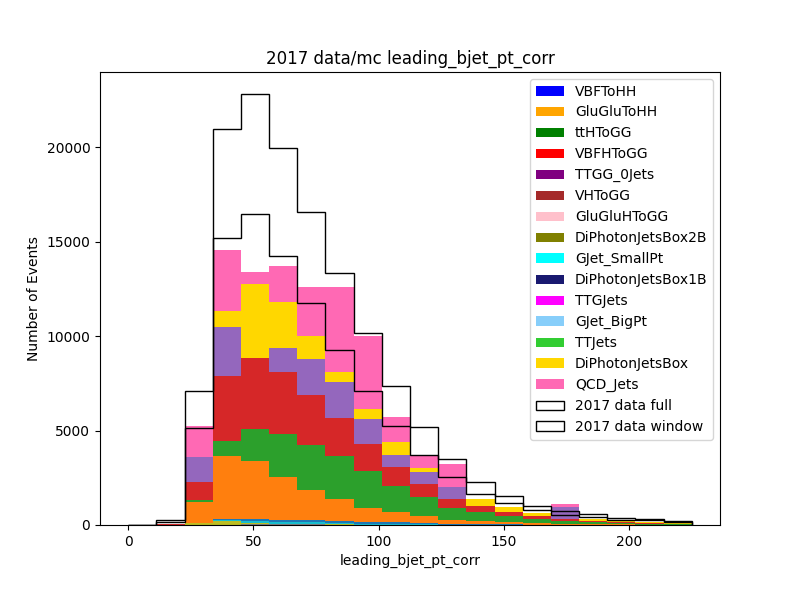 2017 data/mc leading_bjet_pt_corr
Number of Events
20000
15000
10000
5000
0
0
50
100
150
200
leading_bjet_pt_corr
VBFToHH
GluGluToHH
ttHToGG
VBFHToGG
TTGG_0Jets
VHToGG
GluGluHToGG
DiPhotonJetsBox2B
GJet_SmallPt
DiPhotonJetsBox1B
TTGJets
GJet_BigPt
TTJets
DiPhotonJetsBox
QCD_Jets
2017 data full
2017 data window